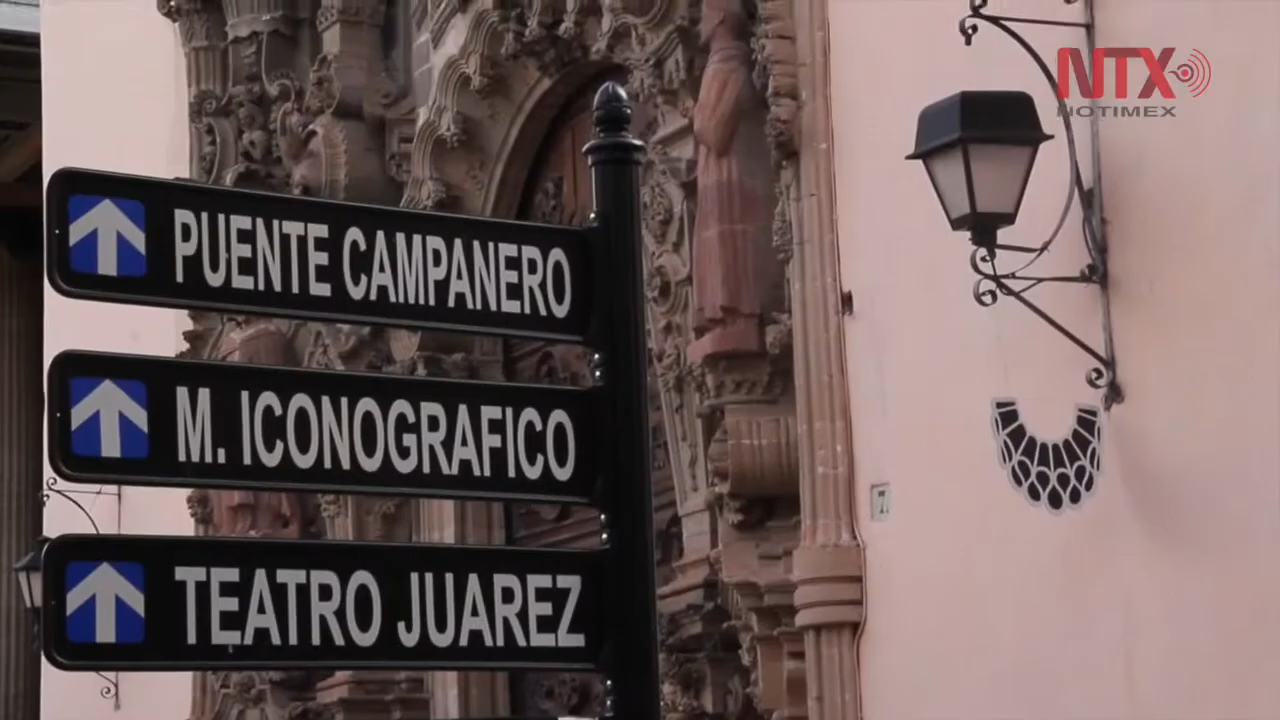 NTX
NOTIMEX
PUENTE CAMPANERO
M. ICONOGRAFICO
TEATRO JUAREZ